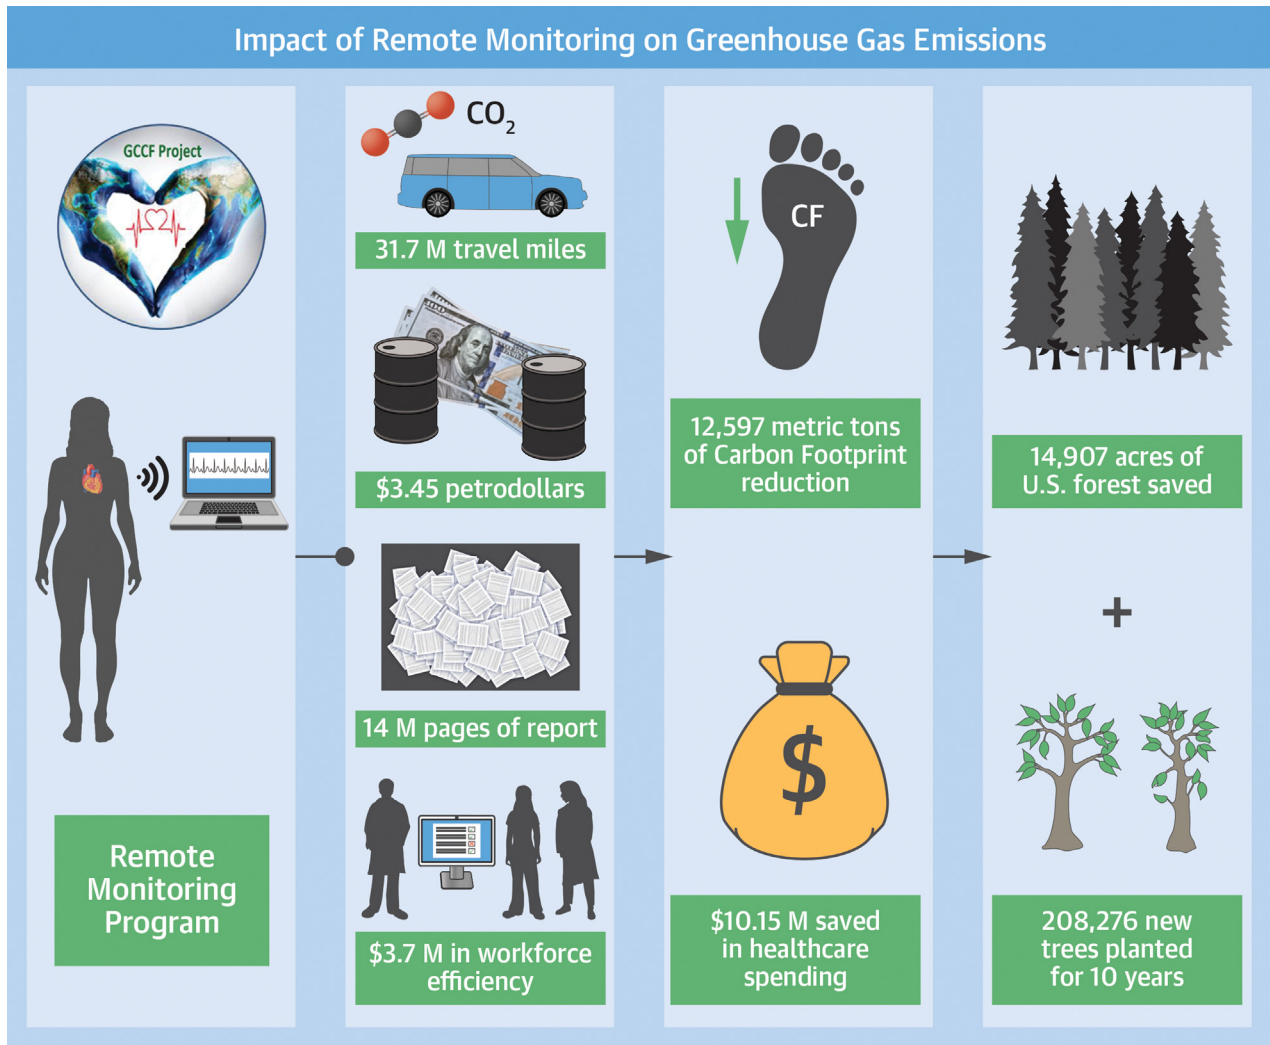 Impact of Remote Monitoring on Greenhouse Gas Emissions
GCCF Project
Remote
Monitoring
Program
CO2
31.7 M travel miles
100
$3.45 petrodollars
14 M pages of report
$3.7 M in workforce
efficiency
CF
12,597 metric tons
of Carbon Footprint
reduction
$
$10.15 M saved
in healthcare
spending
14,907 acres of
U.S. forest saved
+
208,276 new
trees planted
for 10 years